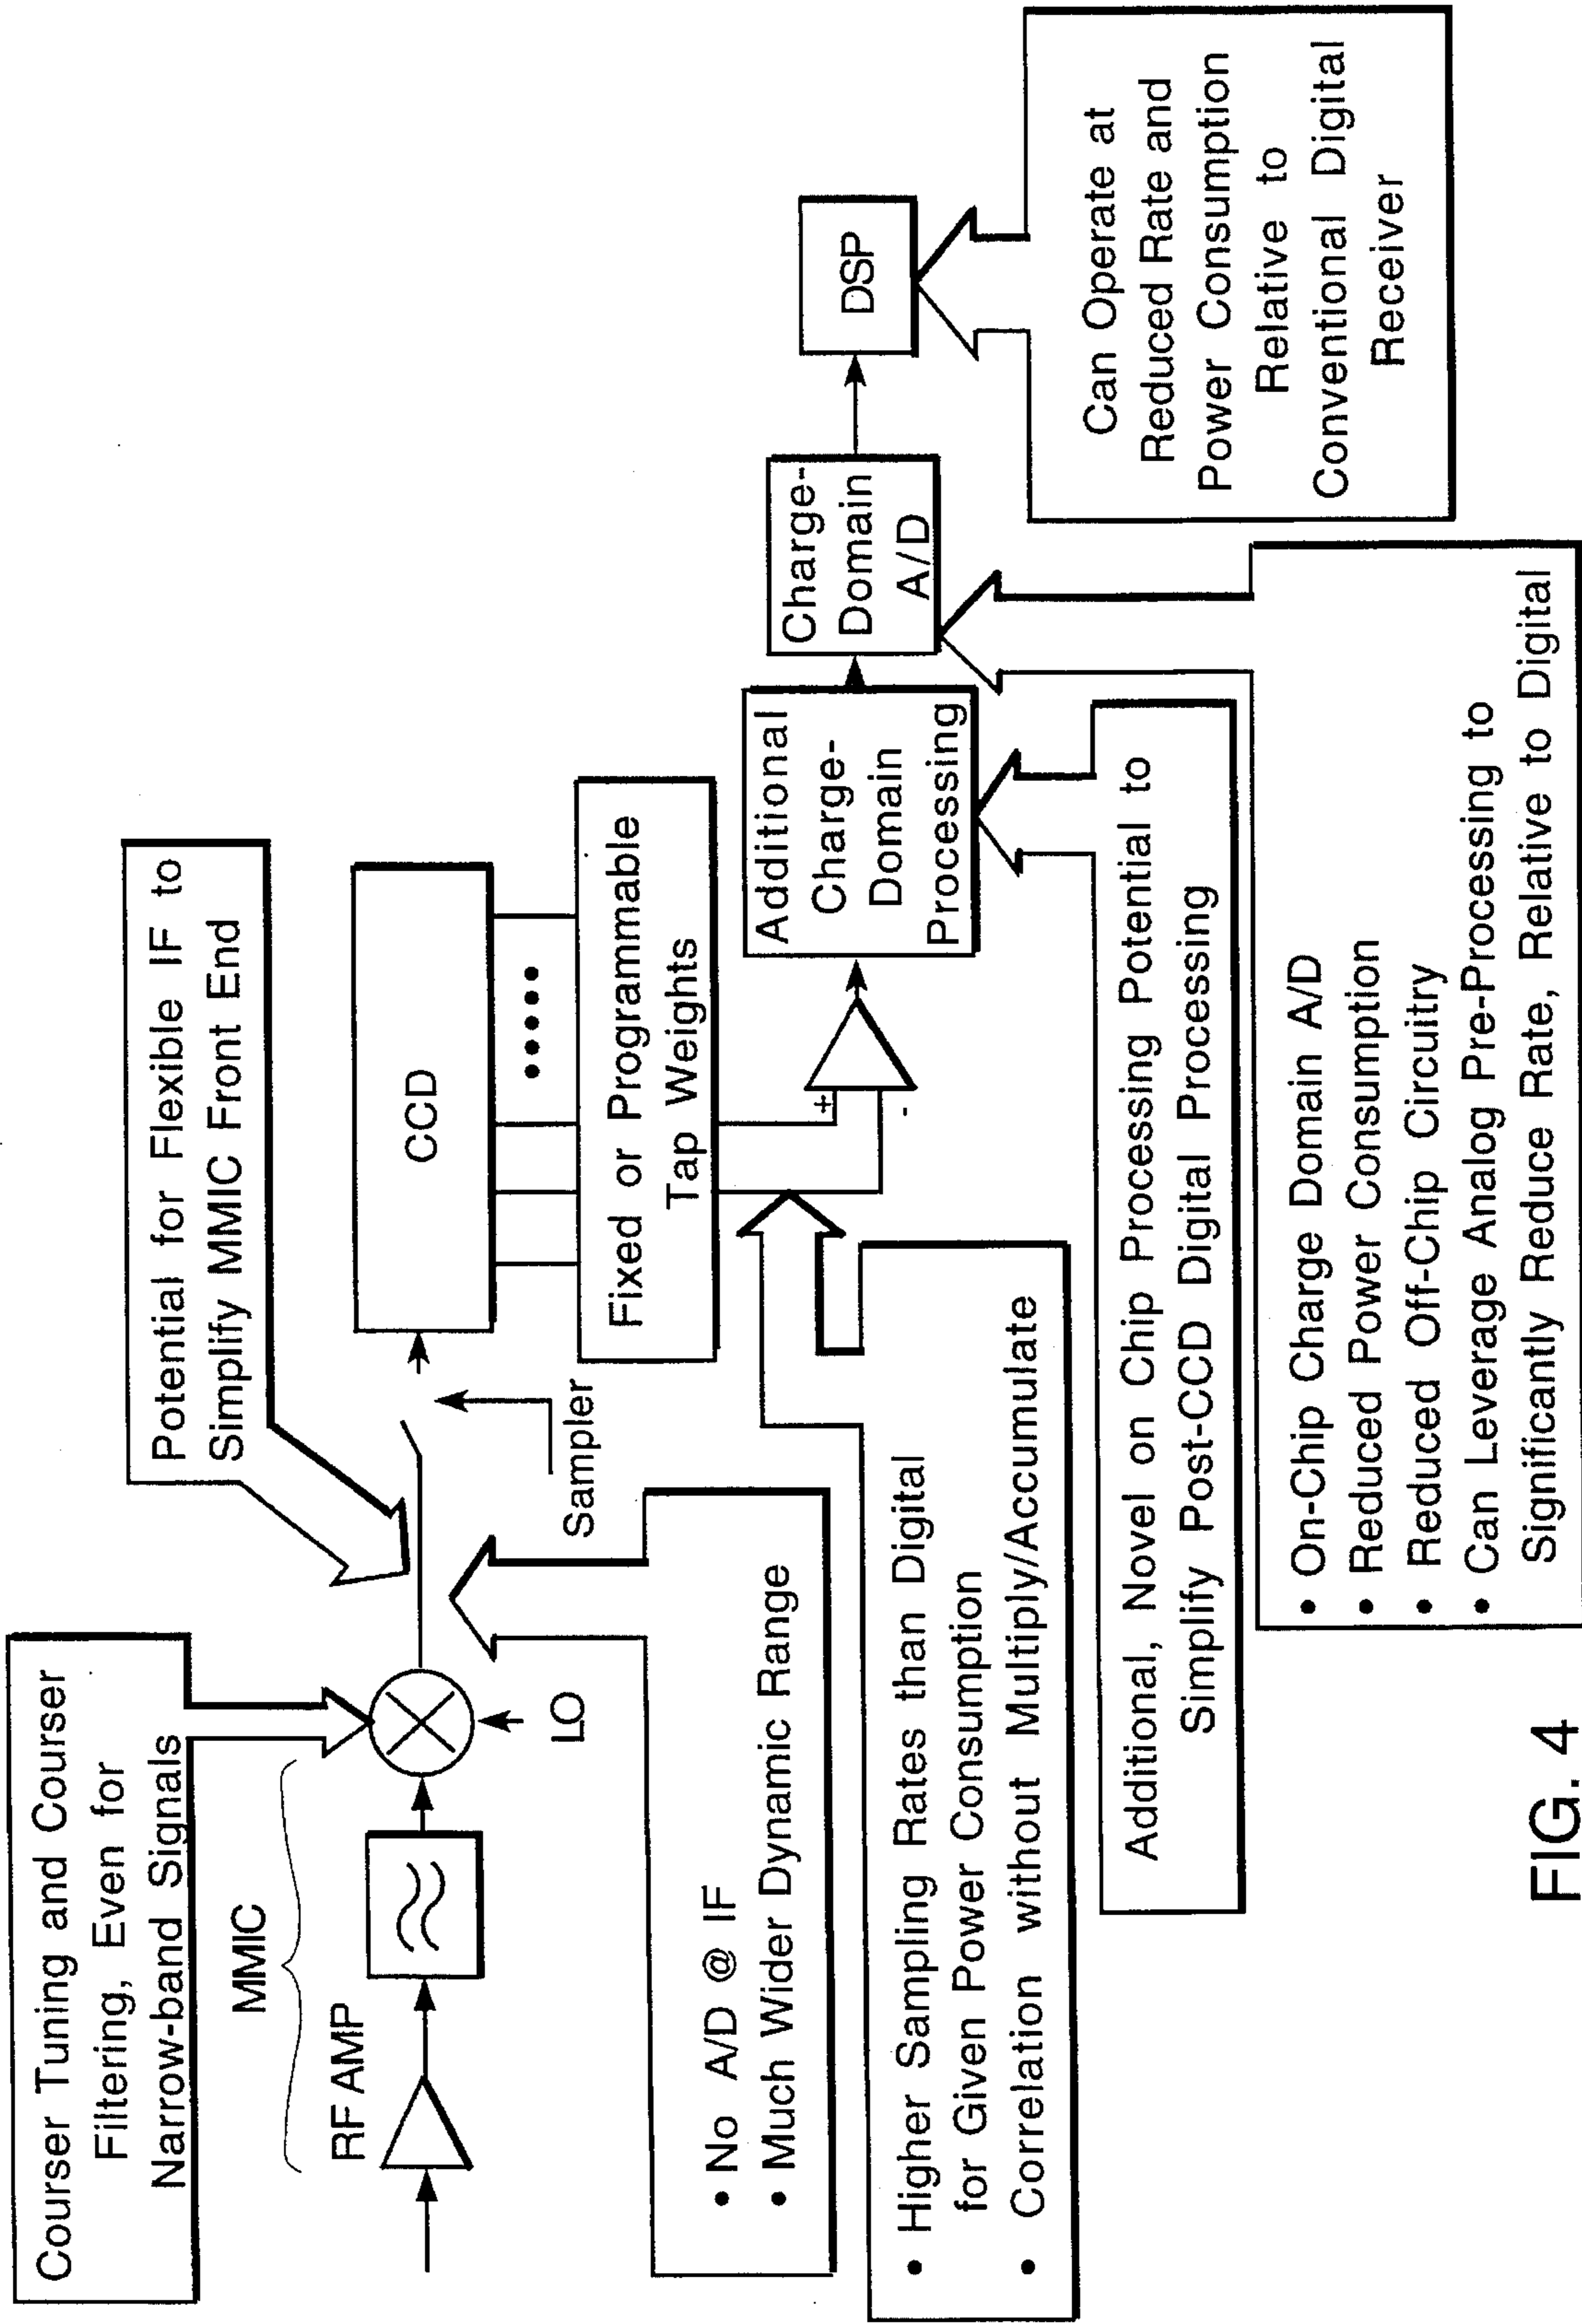 Courser Tuning and Courser
Filtering, Even for
Narrow-band Signals
Potential for Flexible IF to
Simplify MMIC Front End
MMIC
RF AMP
LO
Sampler
CCD
Fixed or Programmable
Tap Weights
+
-
Additional
Charge-
Domain
Processing
Charge-
Domain
A/D
DSP
• No A/D @ IF
• Much Wider Dynamic Range
• Higher Sampling Rates than Digital
for Given Power Consumption
• Correlation without Multiply/Accumulate
Additional, Novel on Chip Processing Potential to
Simplify Post-CCD Digital Processing
• On-Chip Charge Domain A/D
• Reduced Power Consumption
• Reduced Off-Chip Circuitry
• Can Leverage Analog Pre-Processing to
Significantly Reduce Rate, Relative to Digital
Can Operate at
Reduced Rate and
Power Consumption
Relative to
Conventional Digital
Receiver
FIG. 4